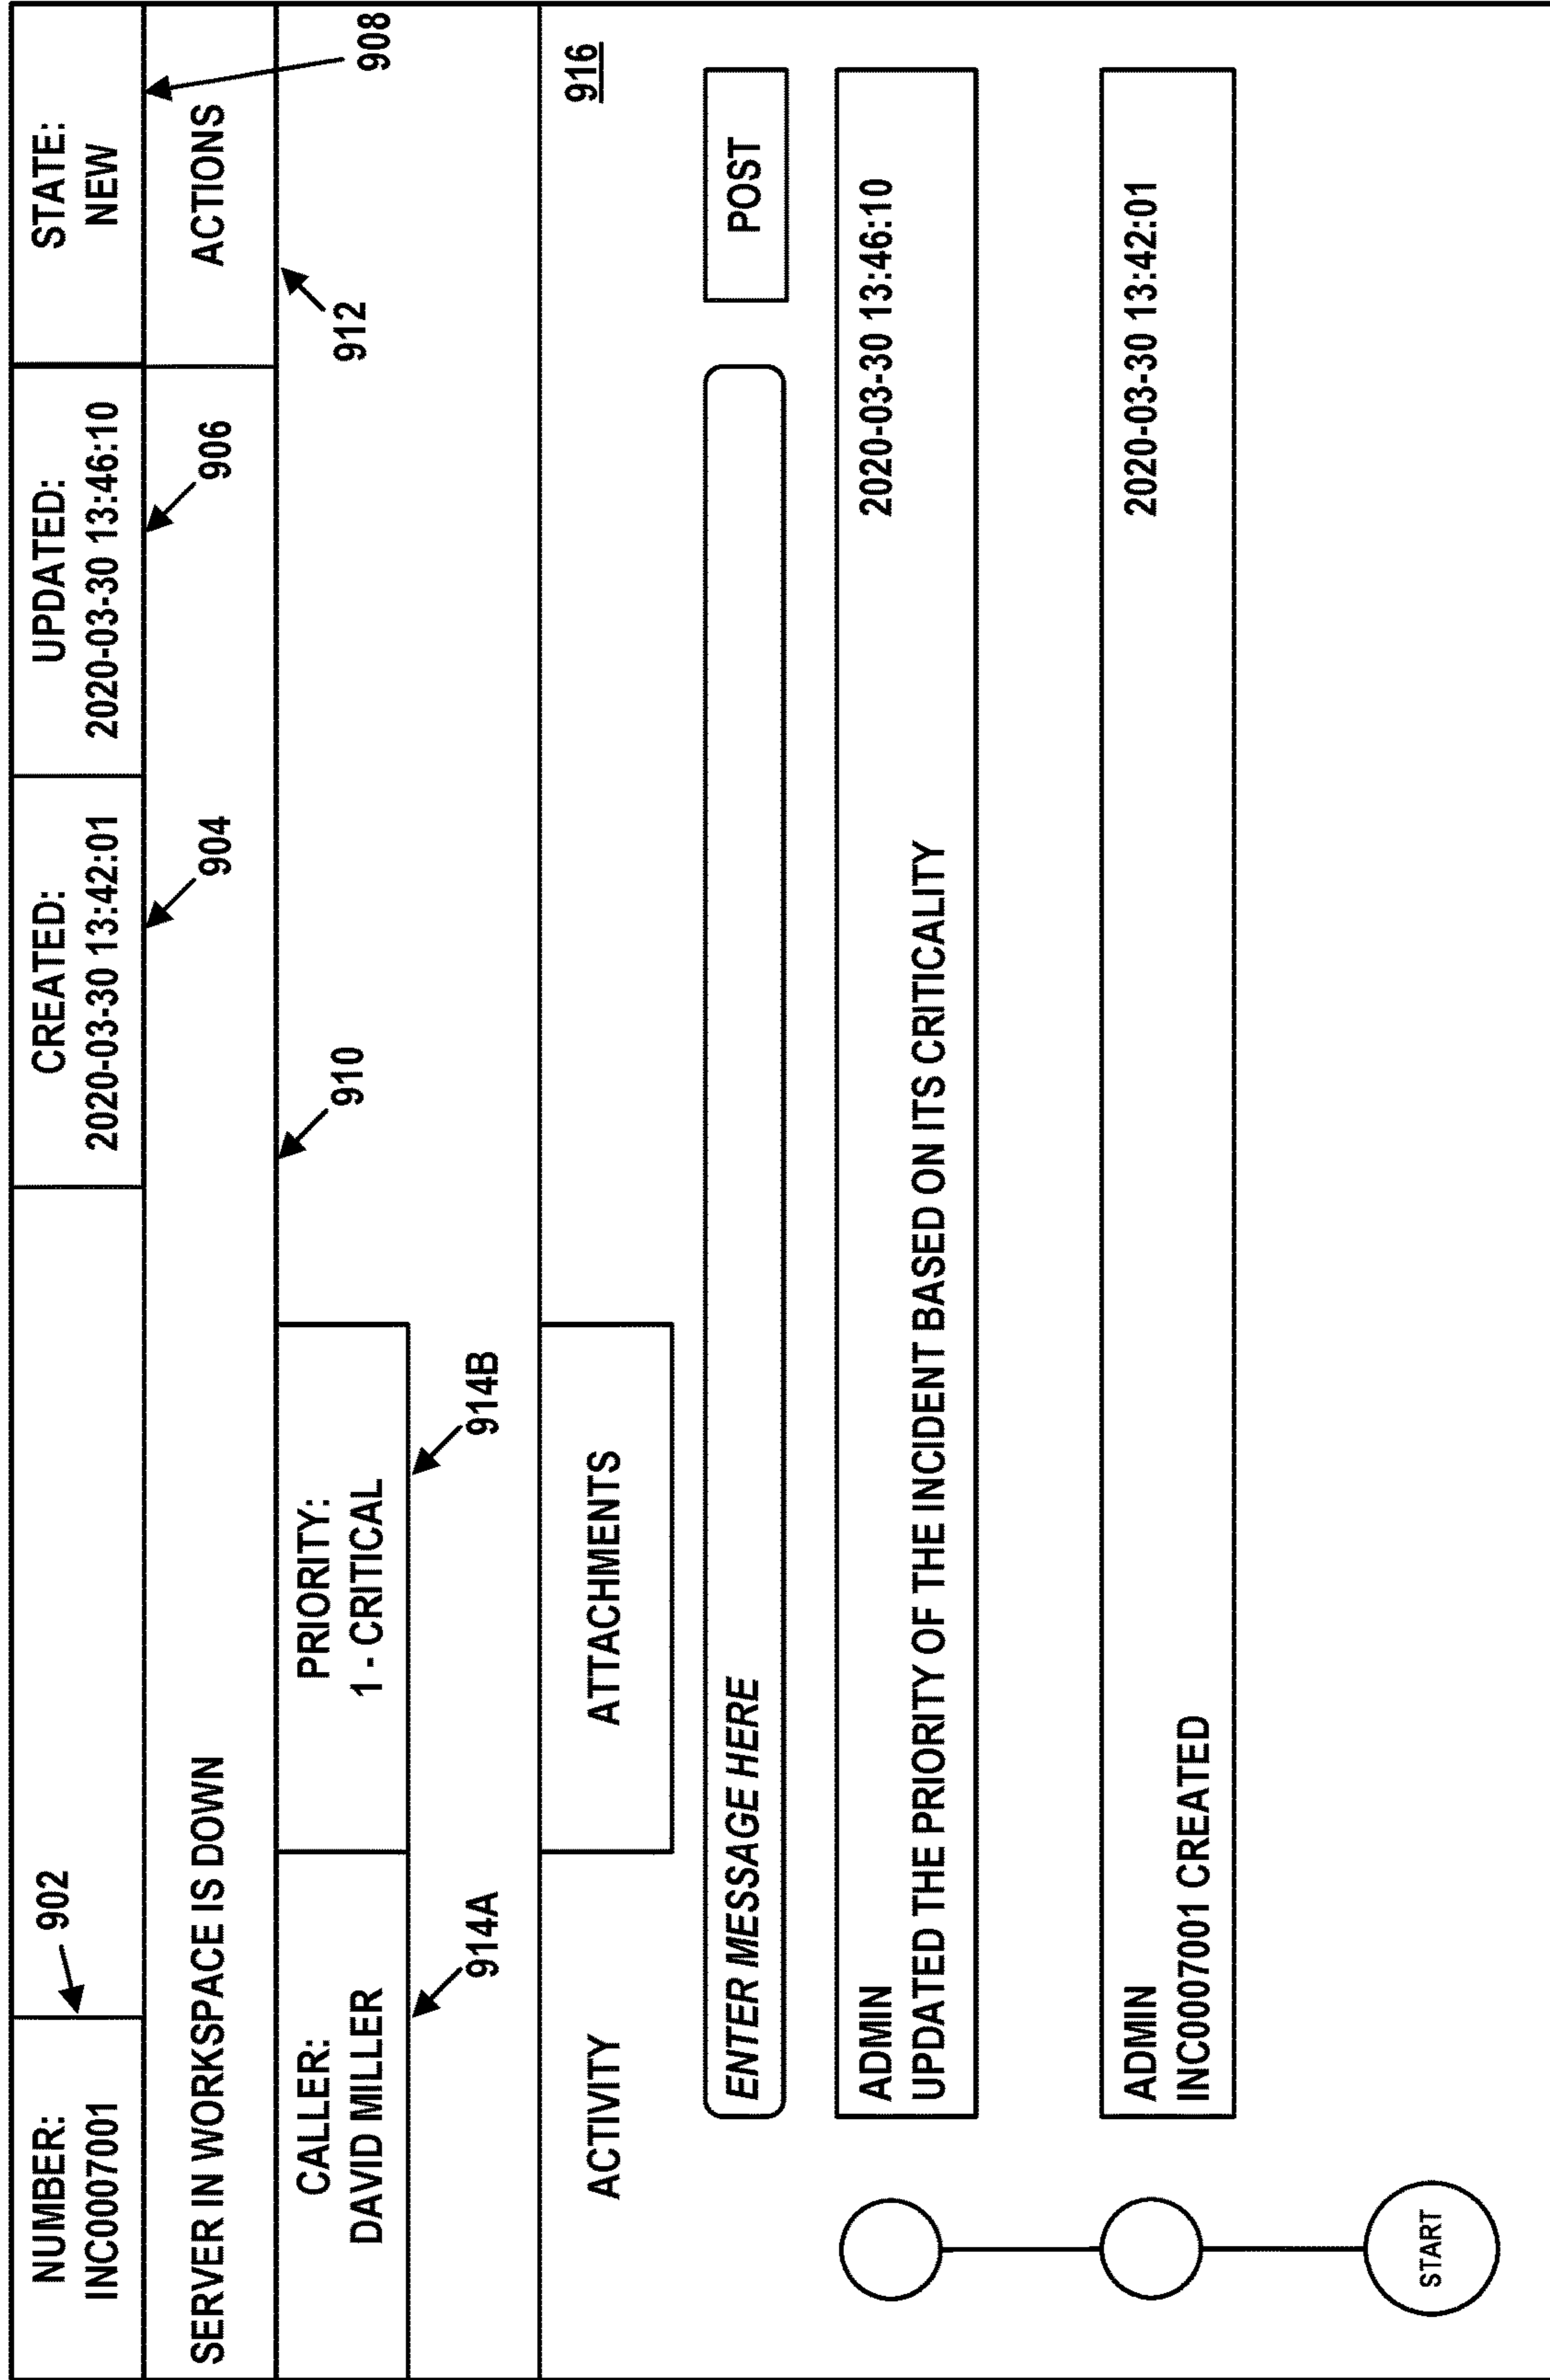 NUMBER:
INC0007001
902
CREATED:
2020-03-30 13:42:01
UPDATED:
2020-03-30 13:46:10
STATE:
NEW
904
906
908
SERVER IN WORKSPACE IS DOWN
ACTIONS
910
912
CALLER:
DAVID MILLER
PRIORITY:
1 - CRITICAL
914A
914B
ACTIVITY
ATTACHMENTS
916
ENTER MESSAGE HERE
POST
ADMIN
2020-03-30 13:46:10
UPDATED THE PRIORITY OF THE INCIDENT BASED ON ITS CRITICALITY
ADMIN
2020-03-30 13:42:01
INC0007001 CREATED
START